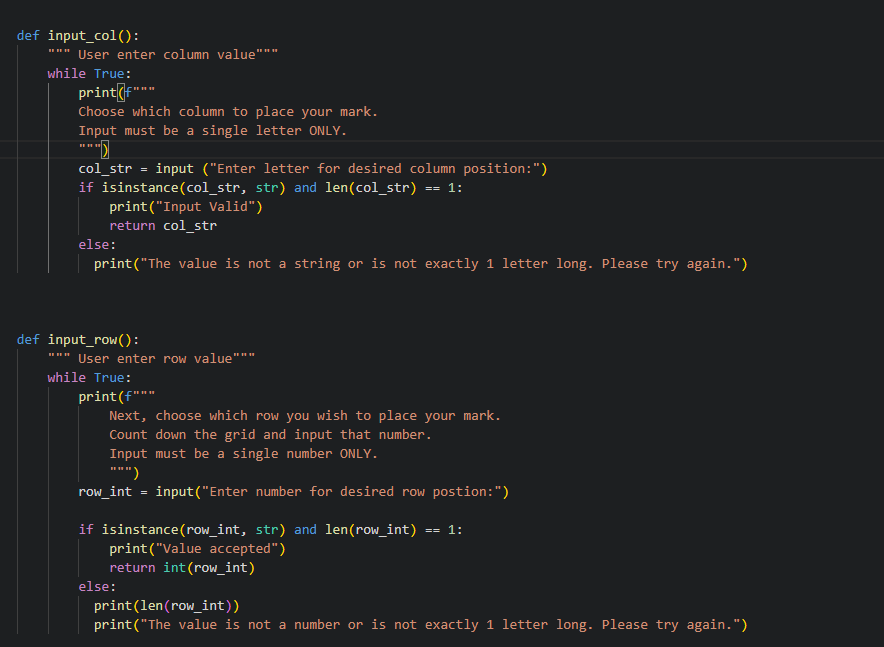 def input_col():
    """ User enter column value"""
    while True:
        print(f"""
        Choose which column to place your mark.
        Input must be a single letter ONLY.
        """)
        col_str = input ("Enter letter for desired column position:")
        if isinstance(col_str, str) and len(col_str) == 1:
            print("Input Valid")
            return col_str
        else:
          print("The value is not a string or is not exactly 1 letter long. Please try again.")
def input_row():
    """ User enter row value"""
    while True:
        print(f"""
            Next, choose which row you wish to place your mark.
            Count down the grid and input that number.
            Input must be a single number ONLY.
            """)
        row_int = input("Enter number for desired row postion:")
        if isinstance(row_int, str) and len(row_int) == 1:
            print("Value accepted")
            return int(row_int)
        else:
          print(len(row_int))
          print("The value is not a number or is not exactly 1 letter long. Please try again.")